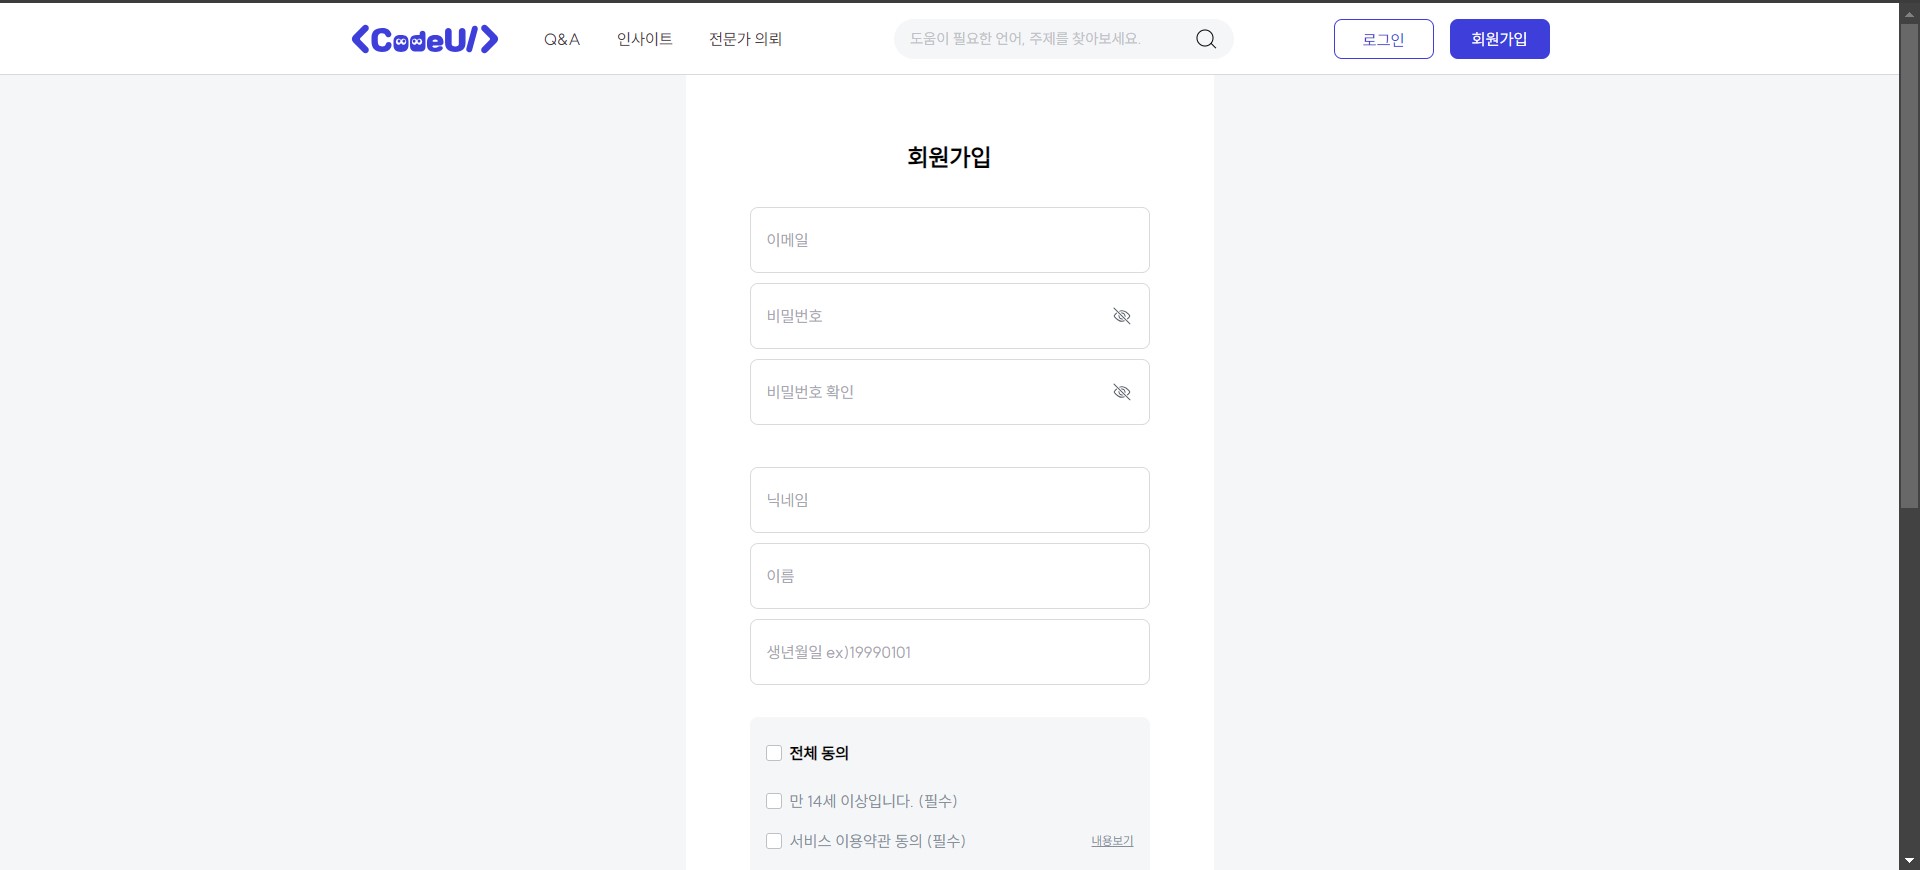 <CodeU/>
Q&A
인사이트
전문가 의뢰
도움이 필요한 언어, 주제를 찾아보세요.
로그인
회원가입
회원가입
이메일
비밀번호
비밀번호 확인
닉네임
이름
생년월일 ex)19990101
전체 동의
만 14세 이상입니다. (필수)
서비스 이용약관 동의 (필수)
내용보기